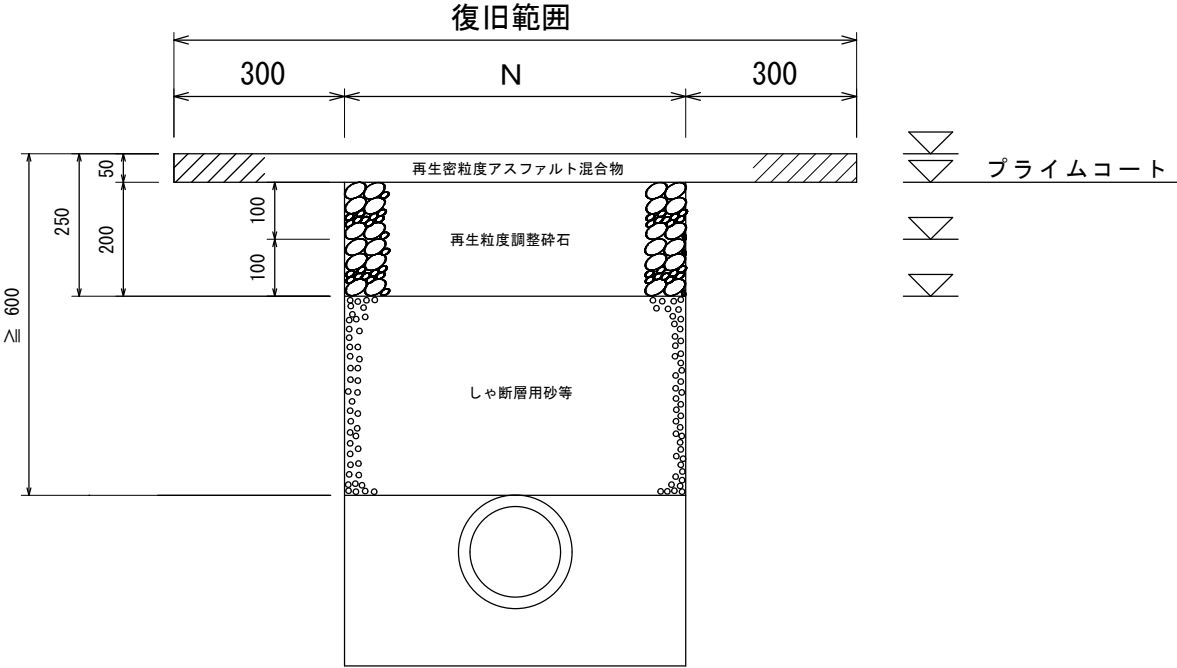 復旧範囲
300
N
300
50
再生密粒度アスファルト混合物
プライムコート
250
200
100
再生粒度調整砕石
100
≧ 600
しゃ断層用砂等